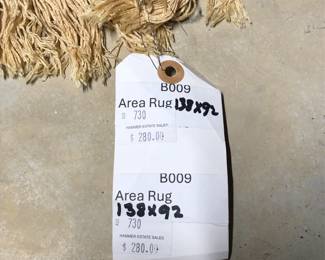 B009
Area Rug 138x92
730
HAMMER ESTATE SALES
$ 280.00
B009
Area Rug
138x92
730
HAMMER ESTATE SALES
$ 280.00